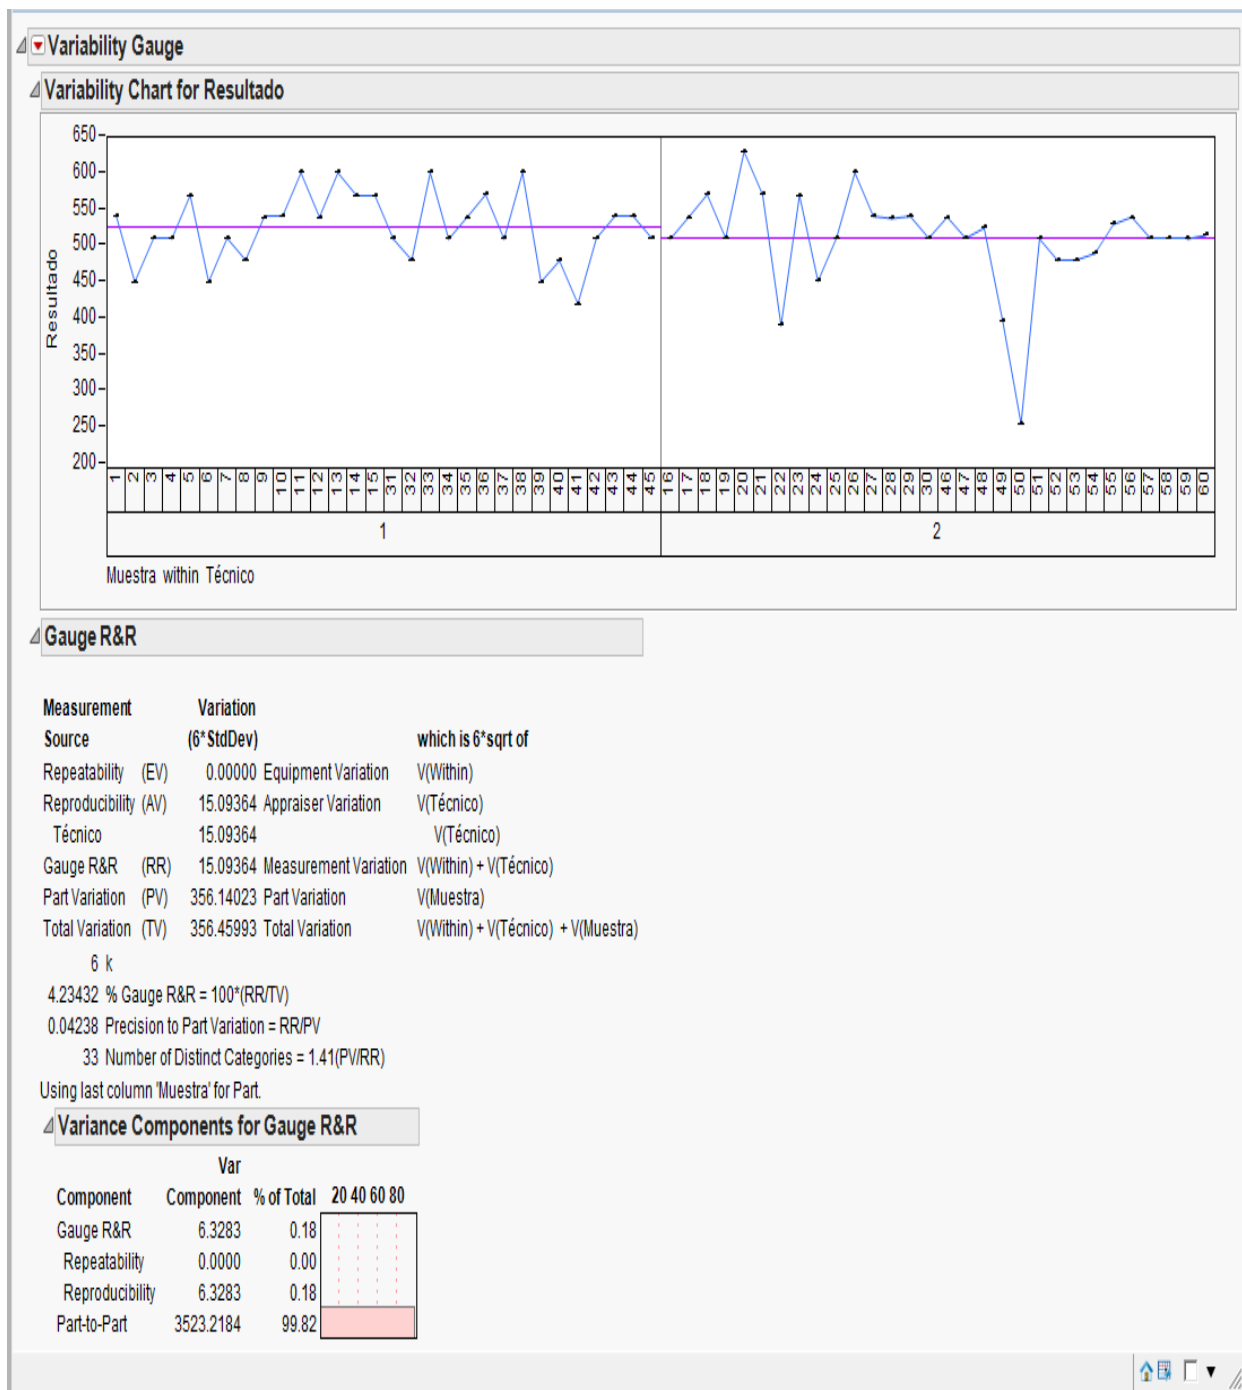 Variability Gauge
Variability Chart for Resultado
650
600
550
500
450
400
350
300
250
200
Resultado
1 2 3 4 5 6 7 8 9 10 11 12 13 14 15 31 32 33 34 35 36 37 38 39 40 41 42 43 44 45 16 17 18 19 20 21 22 23 24 25 26 27 28 29 30 46 47 48 49 50 51 52 53 54 55 56 57 58 59 60
1 2
Muestra within Técnico
Gauge R&R
Measurement Variation
Source (6*StdDev) which is 6*sqrt of
Repeatability (EV) 0.00000 Equipment Variation V(Within)
Reproducibility (AV) 15.09364 Appraiser Variation V(Técnico)
Técnico 15.09364 V(Técnico)
Gauge R&R (RR) 15.09364 Measurement Variation V(Within) + V(Técnico)
Part Variation (PV) 356.14023 Part Variation V(Muestra)
Total Variation (TV) 356.45993 Total Variation V(Within) + V(Técnico) + V(Muestra)
6 k
4.23432 % Gauge R&R = 100*(RR/TV)
0.04238 Precision to Part Variation = RR/PV
33 Number of Distinct Categories = 1.41(PV/RR)
Using last column 'Muestra' for Part.
Variance Components for Gauge R&R
Var
Component Component % of Total 20 40 60 80
Gauge R&R 6.3283 0.18
Repeatability 0.0000 0.00
Reproducibility 6.3283 0.18
Part-to-Part 3523.2184 99.82